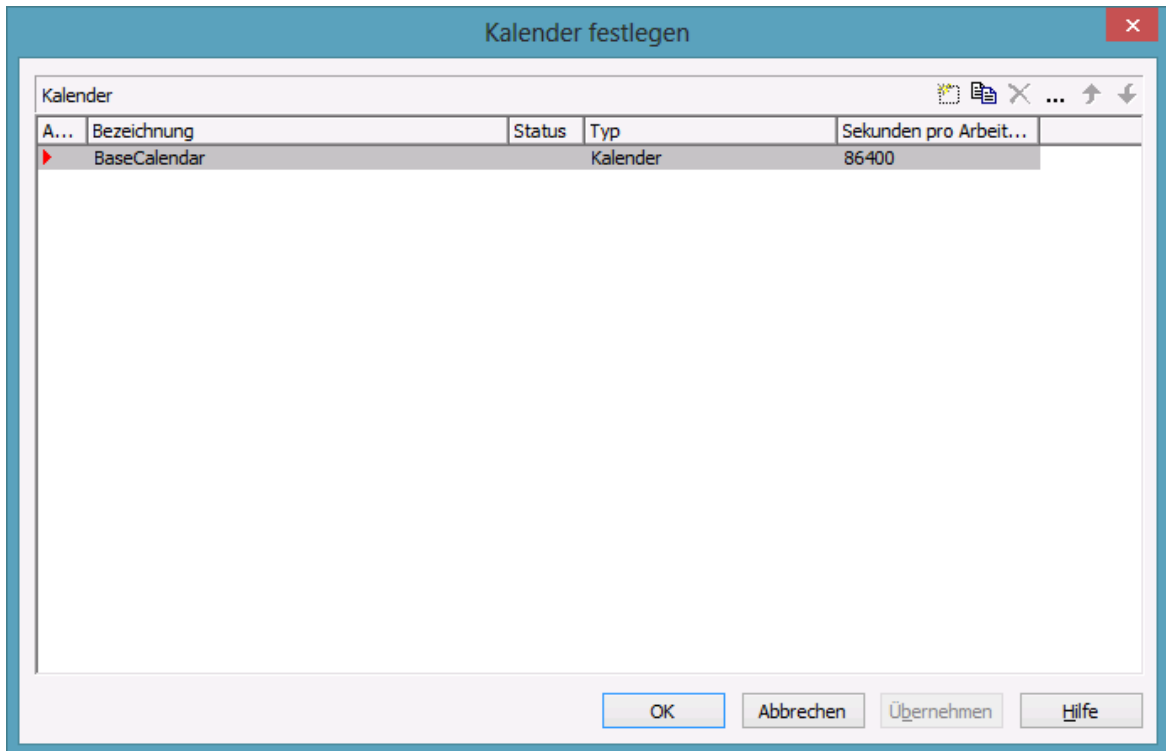 Kalender festlegen
Kalender ...
A... Bezeichnung Status Typ Sekunden pro Arbeit...
BaseCalendar Kalender 86400
OK Abbrechen Übernehmen Hilfe